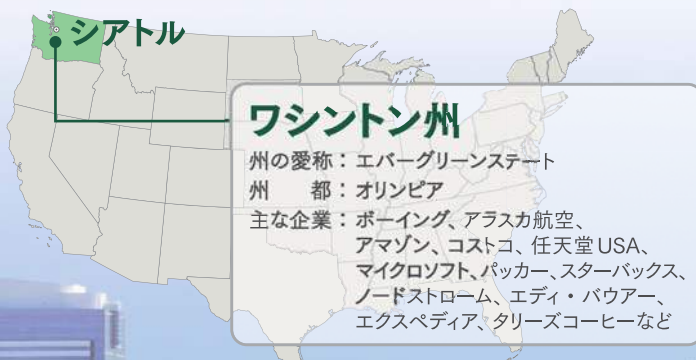 シアトル
ワシントン州
州の愛称：エバーグリーンステート
州　　都：オリンピア
主な企業：ボーイング、アラスカ航空、
アマゾン、コストコ、任天堂USA、
マイクロソフト、パッカー、スターバックス、
ノードストローム、エディ・バウアー、
エクスペディア、タリーズコーヒーなど